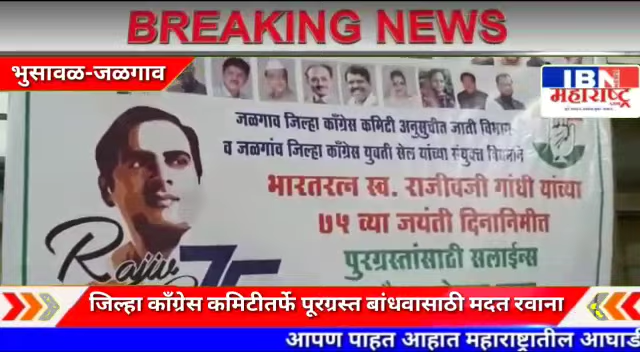 BREAKING NEWS
भुसावळ-जळगाव
IBN
महाराष्ट्र
जळगाव जिल्हा काँग्रेस कमिटी अनुसुचीत जाती विभाग
व जळगांव जिल्हा काँग्रेस युवती सेल यांच्या संयुक्त विद्यमाने
भारतरत्न स्व. राजीवजी गांधी यांच्या
७५ व्या जयंती दिनानिमीत्त
पुरग्रस्तांसाठी सलाईन्स
Rajiv
75
जिल्हा काँग्रेस कमिटीतर्फे पूरग्रस्त बांधवासाठी मदत रवाना
आपण पाहत आहात महाराष्ट्रातील आघाडी